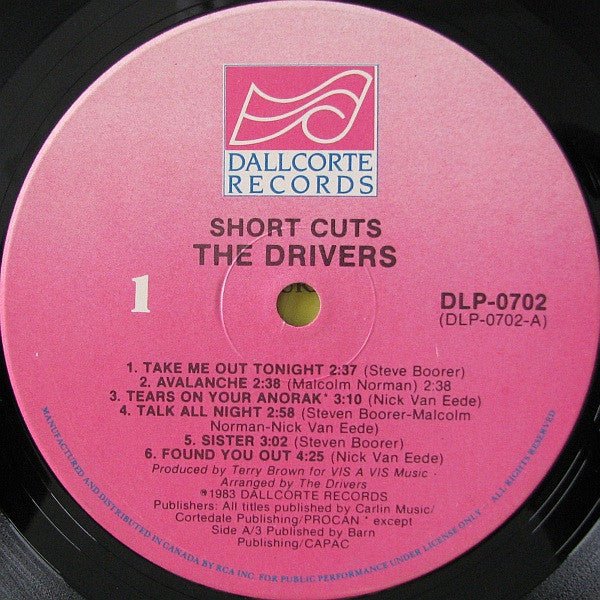 DALLCORTE
RECORDS
SHORT CUTS
THE DRIVERS
1
DLP-0702
(DLP-0702-A)
1. TAKE ME OUT TONIGHT 2:37 (Steve Boorer)
2. AVALANCHE 2:38 (Malcolm Norman) 2:38
3. TEARS ON YOUR ANORAK* 3:10 (Nick Van Eede)
4. TALK ALL NIGHT 2:58 (Steven Boorer-Malcolm
Norman-Nick Van Eede)
5. SISTER 3:02 (Steven Boorer)
6. FOUND YOU OUT 4:25 (Nick Van Eede)
Produced by Terry Brown for VIS A VIS Music -
Arranged by The Drivers
℗1983 DALLCORTE RECORDS
Publishers: All titles published by Carlin Music/
Cortedale Publishing/PROCAN * except
Side A/3 Published by Barn
Publishing/CAPAC
MANUFACTURED AND DISTRIBUTED IN CANADA BY RCA INC. FOR PUBLIC PERFORMANCE OR VIDEO USE LICENSE ONLY ALL RIGHTS RESERVED